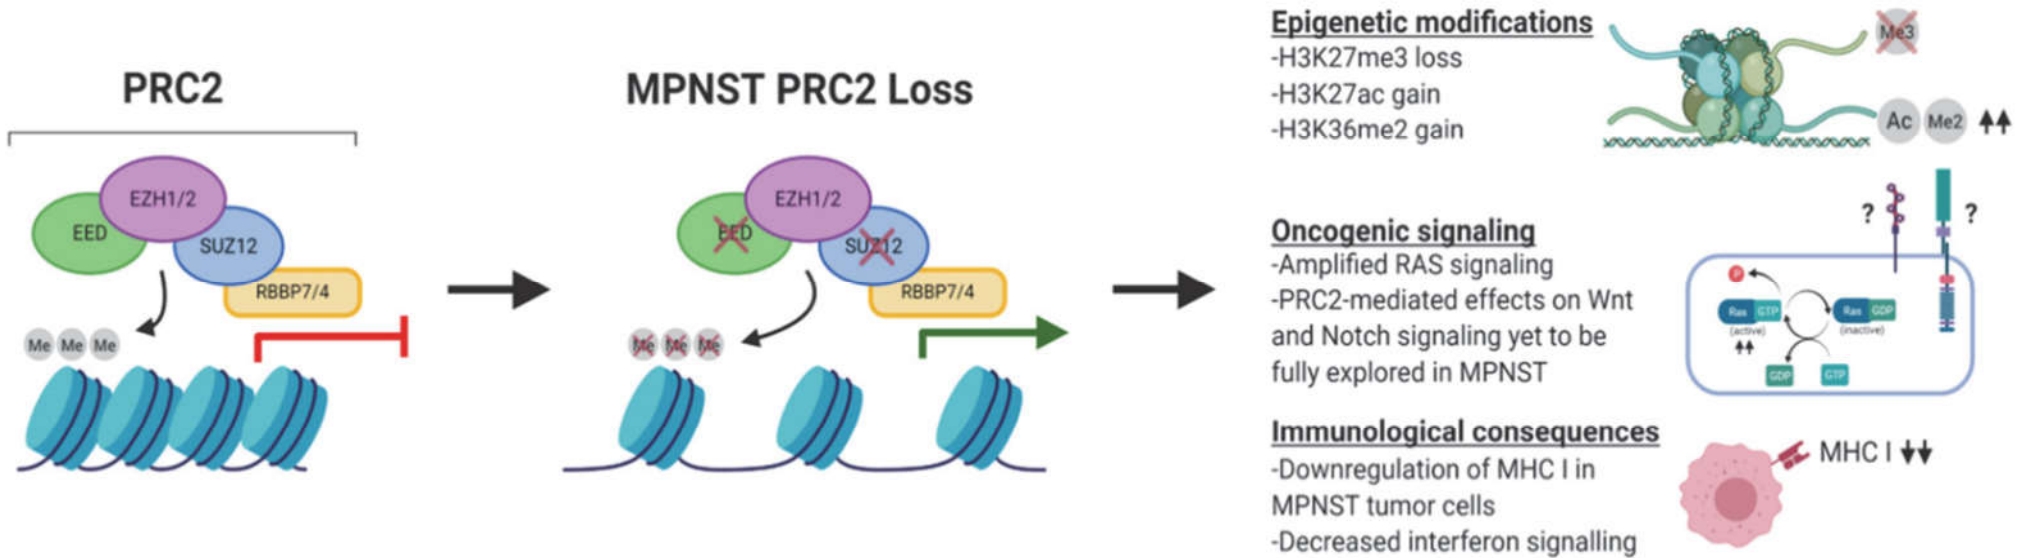 PRC2
EZH1/2
EED
SUZ12
RBBP7/4
Me Me Me
MPNST PRC2 Loss
EZH1/2
EED
SUZ12
RBBP7/4
Me Me Me
Epigenetic modifications
-H3K27me3 loss
-H3K27ac gain
-H3K36me2 gain
Me3
Ac Me2
Oncogenic signaling
-Amplified RAS signaling
-PRC2-mediated effects on Wnt
and Notch signaling yet to be
fully explored in MPNST
? ?
P
Ras GTP
(active)
Ras GDP
(inactive)
GDP GTP
Immunological consequences
-Downregulation of MHC I in
MPNST tumor cells
-Decreased interferon signalling
MHC I